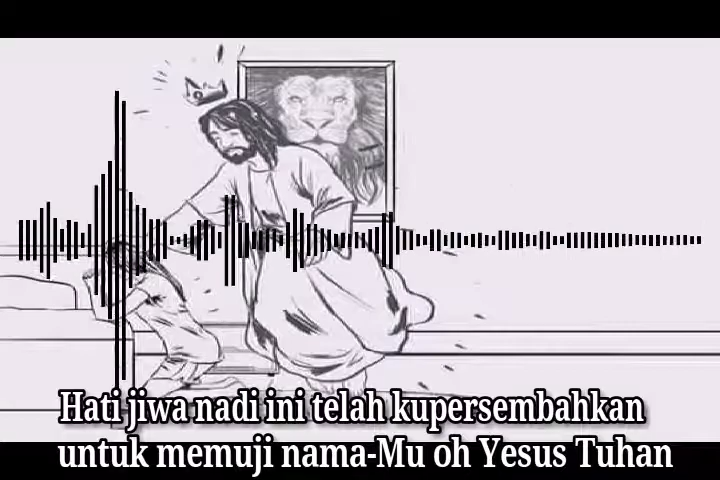 Hati jiwa nadi ini telah kupersembahkan
untuk memuji nama-Mu oh Yesus Tuhan